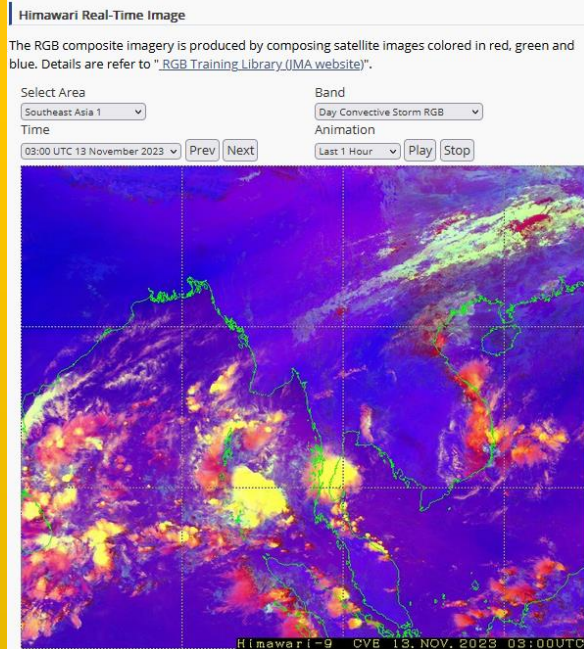 Himawari Real-Time Image
The RGB composite imagery is produced by composing satellite images colored in red, green and
blue. Details are refer to " RGB Training Library (JMA website)".
Select Area
Band
Southeast Asia 1
Day Convective Storm RGB
Time
Animation
03:00 UTC 13 November 2023
Prev
Next
Last 1 Hour
Play
Stop
Himawari-9 CVE 13.NOV.2023 03:00UTC